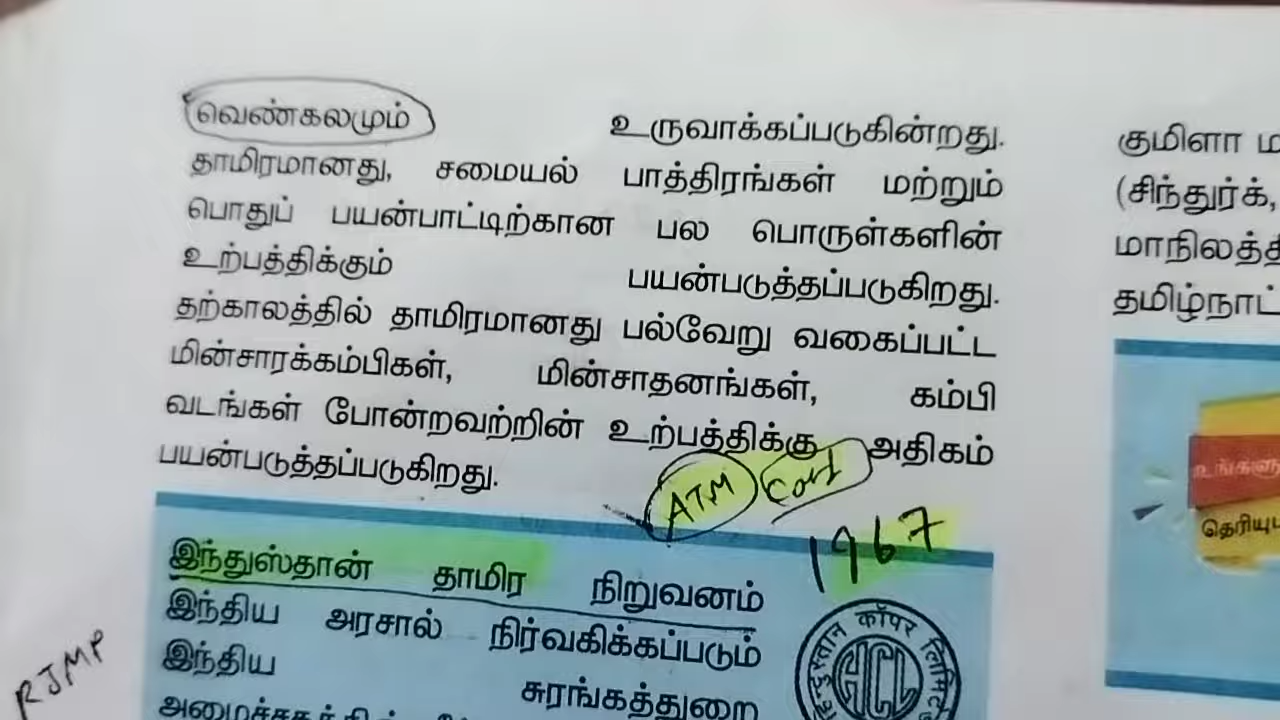 வெண்கலமும் உருவாக்கப்படுகின்றது.
தாமிரமானது, சமையல் பாத்திரங்கள் மற்றும்
பொதுப் பயன்பாட்டிற்கான பல பொருள்களின்
உற்பத்திக்கும் பயன்படுத்தப்படுகிறது.
தற்காலத்தில் தாமிரமானது பல்வேறு வகைப்பட்ட
மின்சாரக்கம்பிகள், மின்சாதனங்கள், கம்பி
வடங்கள் போன்றவற்றின் உற்பத்திக்கு அதிகம்
பயன்படுத்தப்படுகிறது.
ATM
1967
இந்துஸ்தான் தாமிர நிறுவனம்
இந்திய அரசால் நிர்வகிக்கப்படும்
இந்திய சுரங்கத்துறை
RJMP
हिन्दुस्तान कॉपर लिमिटेड
HCL
குமிளா
(சிந்துர்க்,